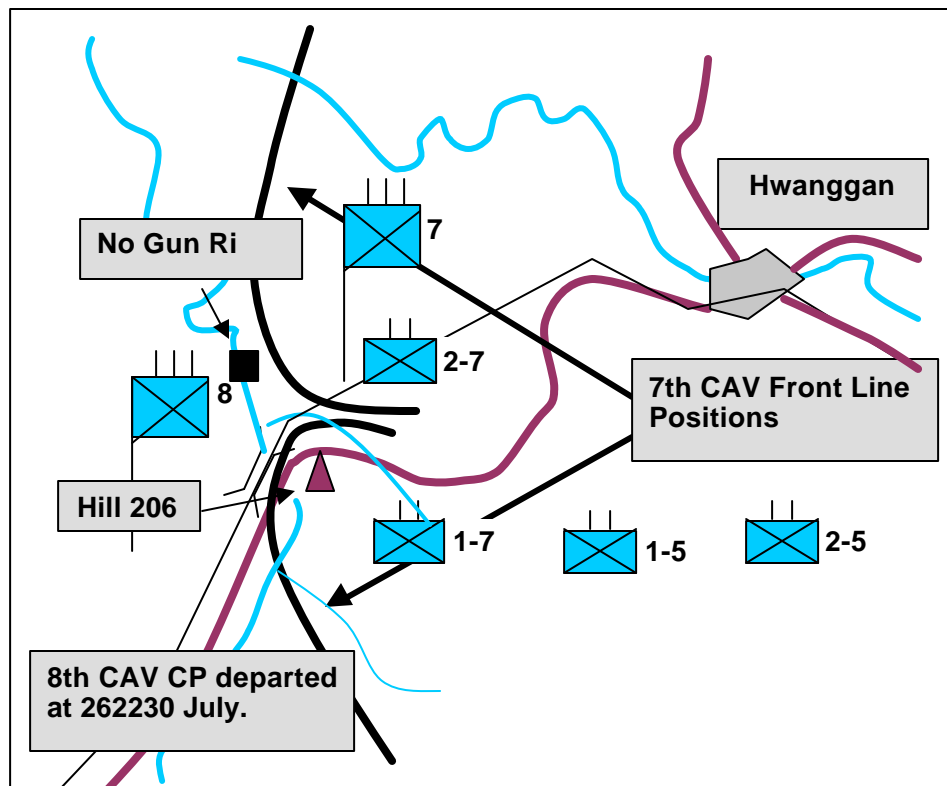 Hwanggan
7
No Gun Ri
2-7
8
7th CAV Front Line
Positions
Hill 206
1-7
1-5
2-5
8th CAV CP departed
at 262230 July.